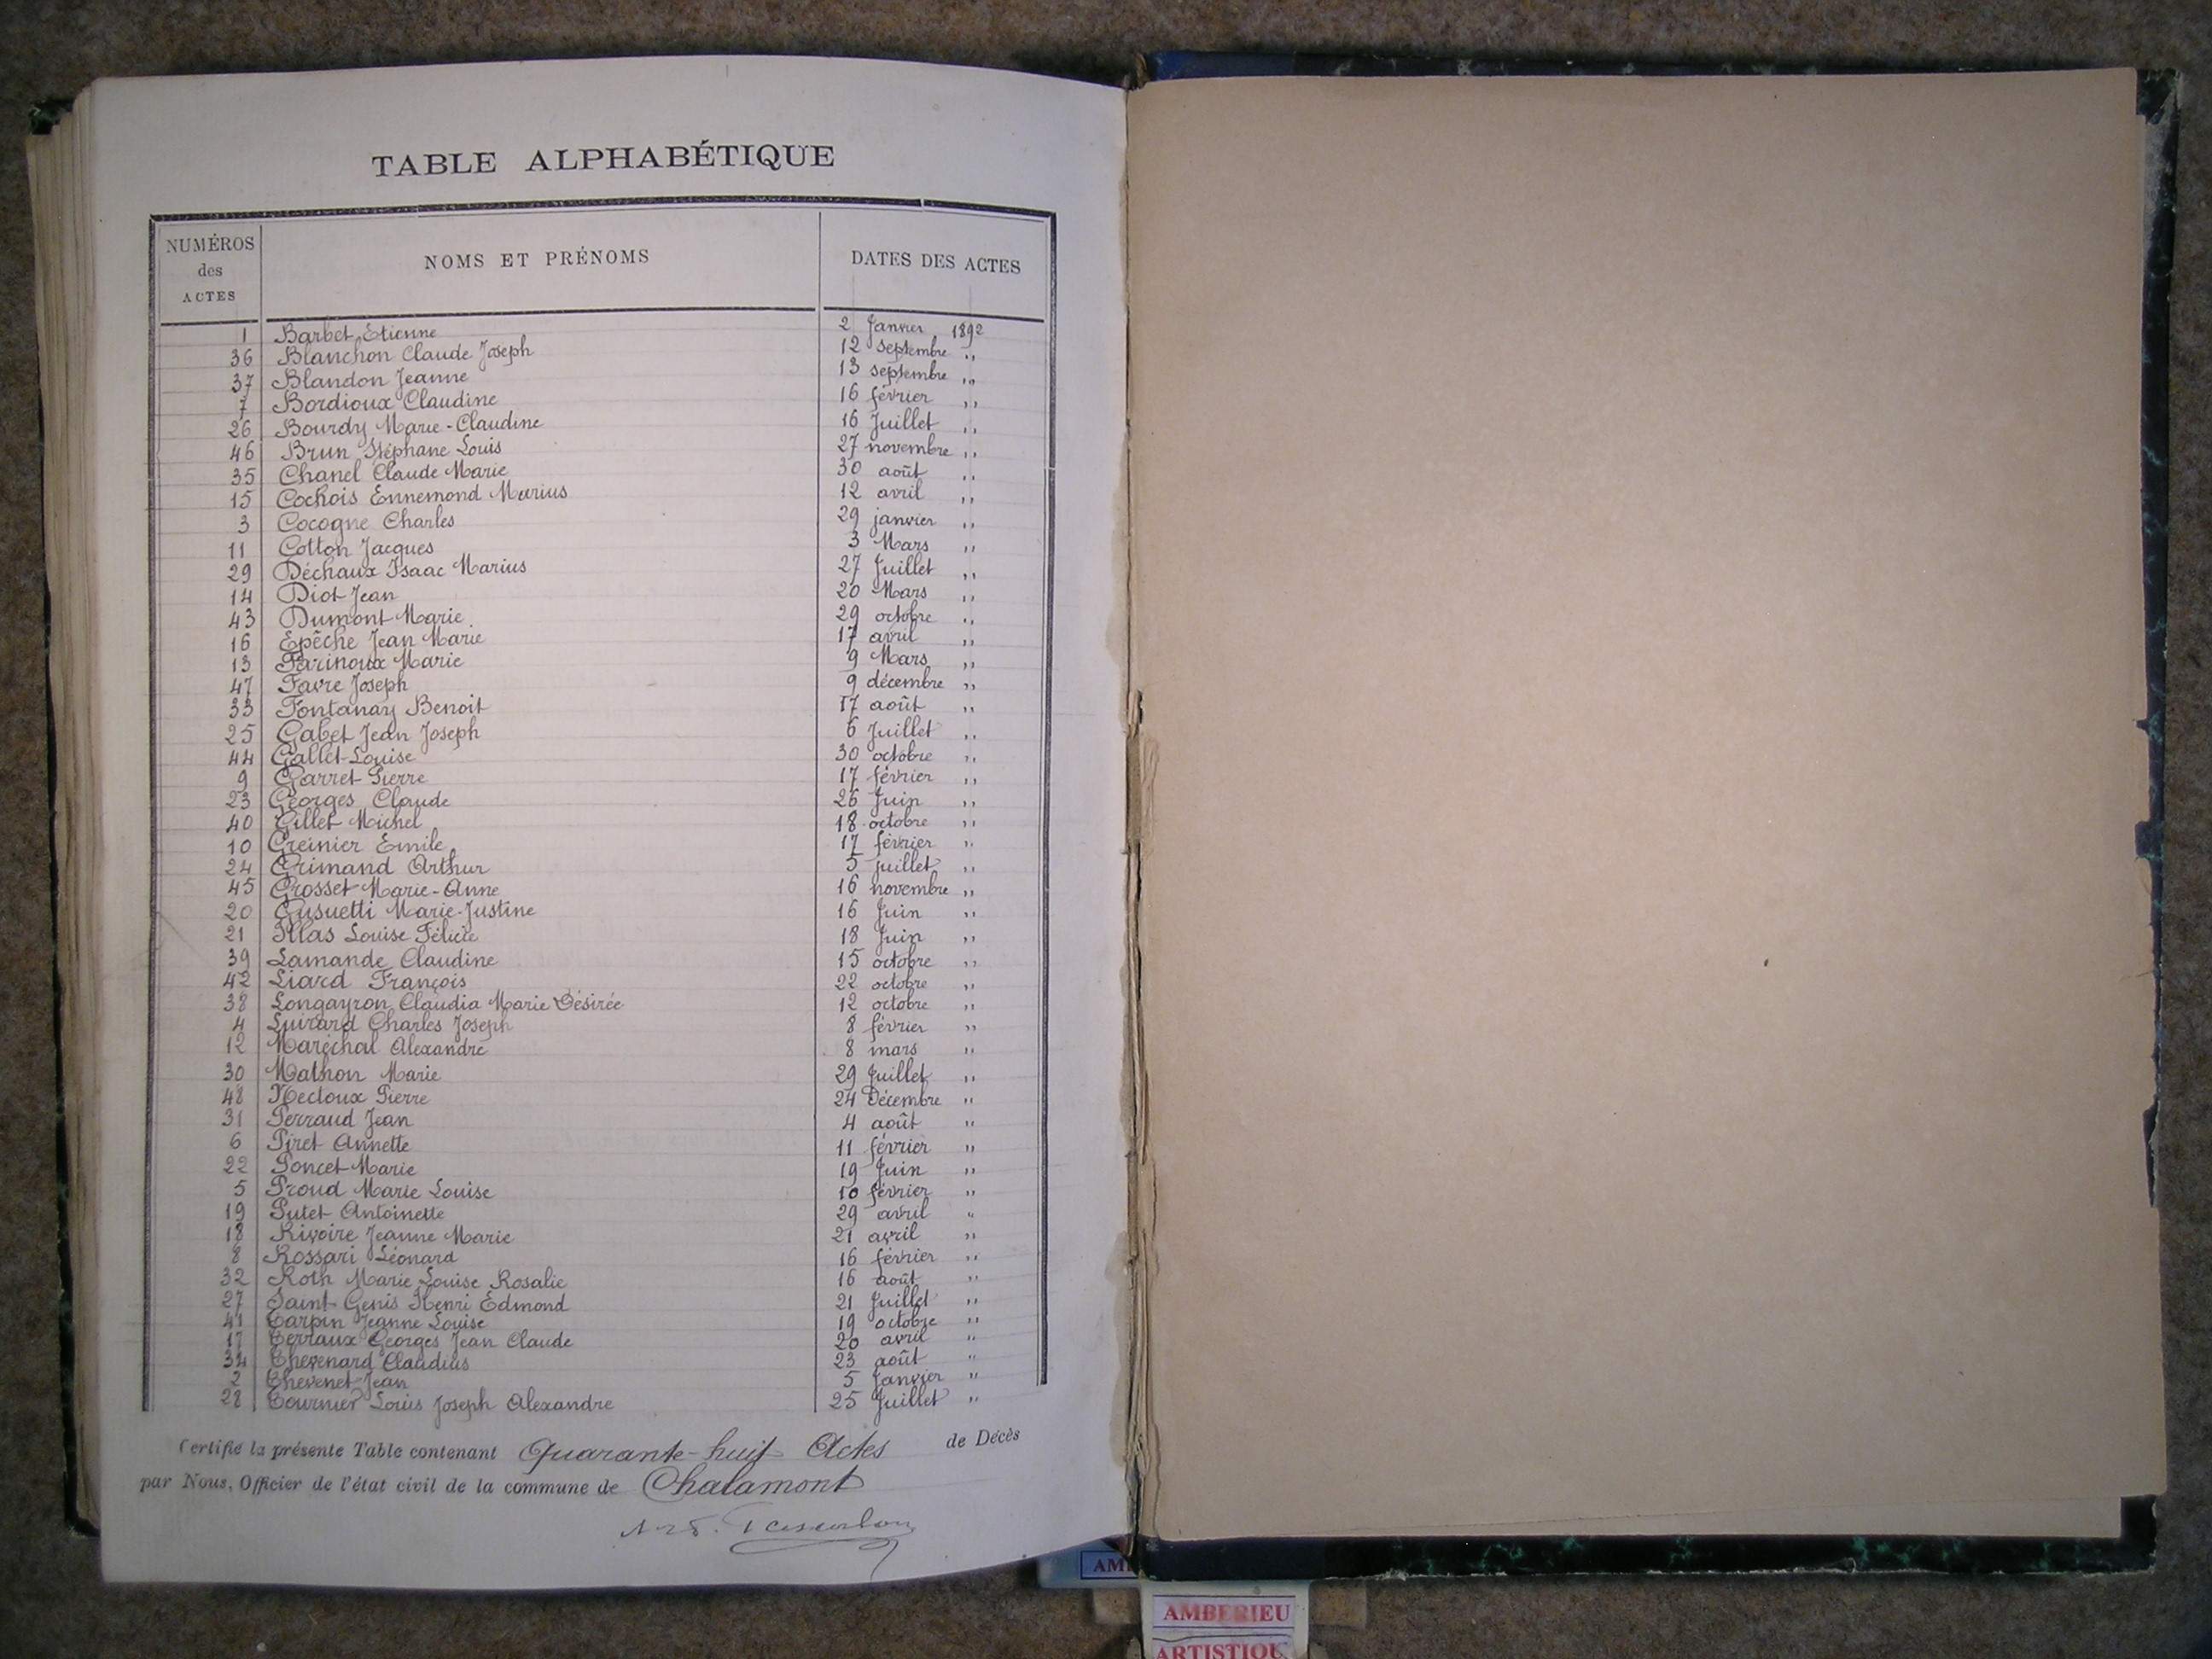 TABLE ALPHABÉTIQUE
NUMÉROS des ACTES NOMS ET PRÉNOMS DATES DES ACTES
1 Barbet Etienne 2 Janvier 1892
36 Blanchon Claude Joseph 12 septembre "
37 Blandon Jeanne 13 septembre "
7 Bordioux Claudine 16 février "
26 Bourdy Marie-Claudine 16 Juillet "
46 Brun Stéphane Louis 27 novembre "
35 Chanel Claude Marie 30 août "
15 Cochois Ennemond Marius 12 avril "
3 Cocogne Charles 29 janvier "
11 Cotton Jacques 3 Mars "
29 Déchaux Isaac Marius 27 Juillet "
14 Diot Jean 20 Mars "
43 Dumont Marie 29 octobre "
16 Epêche Jean Marie 17 avril "
13 Farinoux Marie 9 Mars "
47 Favre Joseph 9 décembre "
33 Fontanay Benoit 17 août "
25 Gabet Jean Joseph 6 Juillet "
44 Gallet Louise 30 octobre "
9 Garret Pierre 17 février "
23 Georges Claude 26 Juin "
40 Gillet Michel 18 octobre "
10 Greinier Emile 17 février "
24 Grimand Arthur 5 juillet "
45 Grosset Marie-Anne 16 novembre "
20 Gusuetti Marie-Justine 16 Juin "
21 Illas Louise Félicie 18 Juin "
39 Lamande Claudine 15 octobre "
42 Liard François 22 octobre "
38 Longayron Claudia Marie Désirée 12 octobre "
4 Luirard Charles Joseph 8 février "
12 Maréchal Alexandre 8 mars "
30 Mathon Marie 29 Juillet "
48 Nectoux Pierre 24 Décembre "
31 Perraud Jean 4 août "
6 Piret Annette 11 février "
22 Poncet Marie 19 Juin "
5 Proud Marie Louise 10 février "
19 Putet Antoinette 29 avril "
18 Rivoire Jeanne Marie 21 avril "
8 Rossari Léonard 16 février "
32 Roth Marie Louise Rosalie 16 août "
27 Saint-Genis Henri Edmond 21 Juillet "
41 Tarpin Jeanne Louise 19 octobre "
17 Terraux Georges Jean Claude 20 avril "
34 Thevenard Claudius 23 août "
2 Thevenet Jean 5 Janvier "
28 Tournier Louis Joseph Alexandre 25 Juillet "
Certifié la présente Table contenant Quarante-huit Actes de Décès
par Nous, Officier de l'état civil de la commune de Chalamont
AMBERIEU
ARTISTIQU